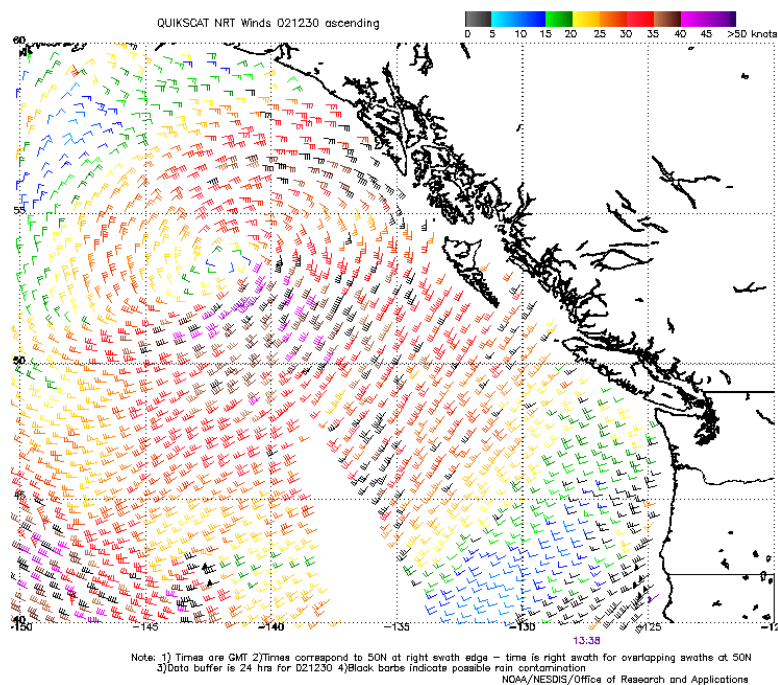 QUIKSCAT NRT Winds 021230 ascending
0 5 10 15 20 25 30 35 40 45 >50 knots
60
55
50
45
40
-150 -145 -140 -135 -130 -125 -12
13:38
Note: 1) Times are GMT 2)Times correspond to 50N at right swath edge - time is right swath for overlapping swaths at 50N
3)Data buffer is 24 hrs for 021230 4)Black barbs indicate possible rain contamination
NOAA/NESDIS/Office of Research and Applications